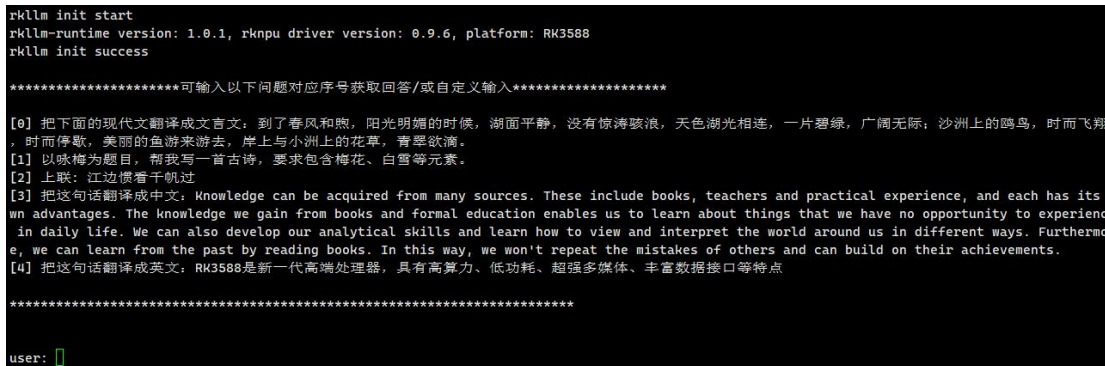 rkllm init start
rkllm-runtime version: 1.0.1, rknpu driver version: 0.9.6, platform: RK3588
rkllm init success
**********************可输入以下问题对应序号获取回答/或自定义输入********************
[0] 把下面的现代文翻译成文言文：到了春风和煦，阳光明媚的时候，湖面平静，没有惊涛骇浪，天色湖光相连，一片碧绿，广阔无际；沙洲上的鸥鸟，时而飞翔
，时而停歇，美丽的鱼游来游去，岸上与小洲上的花草，青翠欲滴。
[1] 以咏梅为题目，帮我写一首古诗，要求包含梅花、白雪等元素。
[2] 上联: 江边惯看千帆过
[3] 把这句话翻译成中文：Knowledge can be acquired from many sources. These include books, teachers and practical experience, and each has its
wn advantages. The knowledge we gain from books and formal education enables us to learn about things that we have no opportunity to experienc
in daily life. We can also develop our analytical skills and learn how to view and interpret the world around us in different ways. Furthermo
e, we can learn from the past by reading books. In this way, we won't repeat the mistakes of others and can build on their achievements.
[4] 把这句话翻译成英文：RK3588是新一代高端处理器，具有高算力、低功耗、超强多媒体、丰富数据接口等特点
*************************************************************************
user: